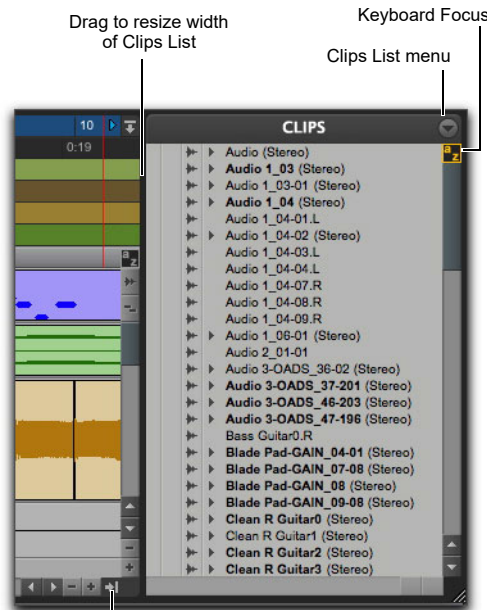 Drag to resize width
of Clips List
Keyboard Focus
Clips List menu
10
CLIPS
0:19
a z
Audio (Stereo)
Audio 1_03 (Stereo)
Audio 1_03-01 (Stereo)
Audio 1_04 (Stereo)
Audio 1_04-01.L
Audio 1_04-02 (Stereo)
Audio 1_04-03.L
Audio 1_04-04.L
Audio 1_04-07.R
Audio 1_04-08.R
Audio 1_04-09.R
Audio 1_06-01 (Stereo)
Audio 2_01-01
Audio 3-OADS_36-02 (Stereo)
Audio 3-OADS_37-201 (Stereo)
Audio 3-OADS_46-203 (Stereo)
Audio 3-OADS_47-196 (Stereo)
Bass Guitar0.R
Blade Pad-GAIN_04-01 (Stereo)
Blade Pad-GAIN_07-08 (Stereo)
Blade Pad-GAIN_08 (Stereo)
Blade Pad-GAIN_09-08 (Stereo)
Clean R Guitar0 (Stereo)
Clean R Guitar1 (Stereo)
Clean R Guitar2 (Stereo)
Clean R Guitar3 (Stereo)
a z